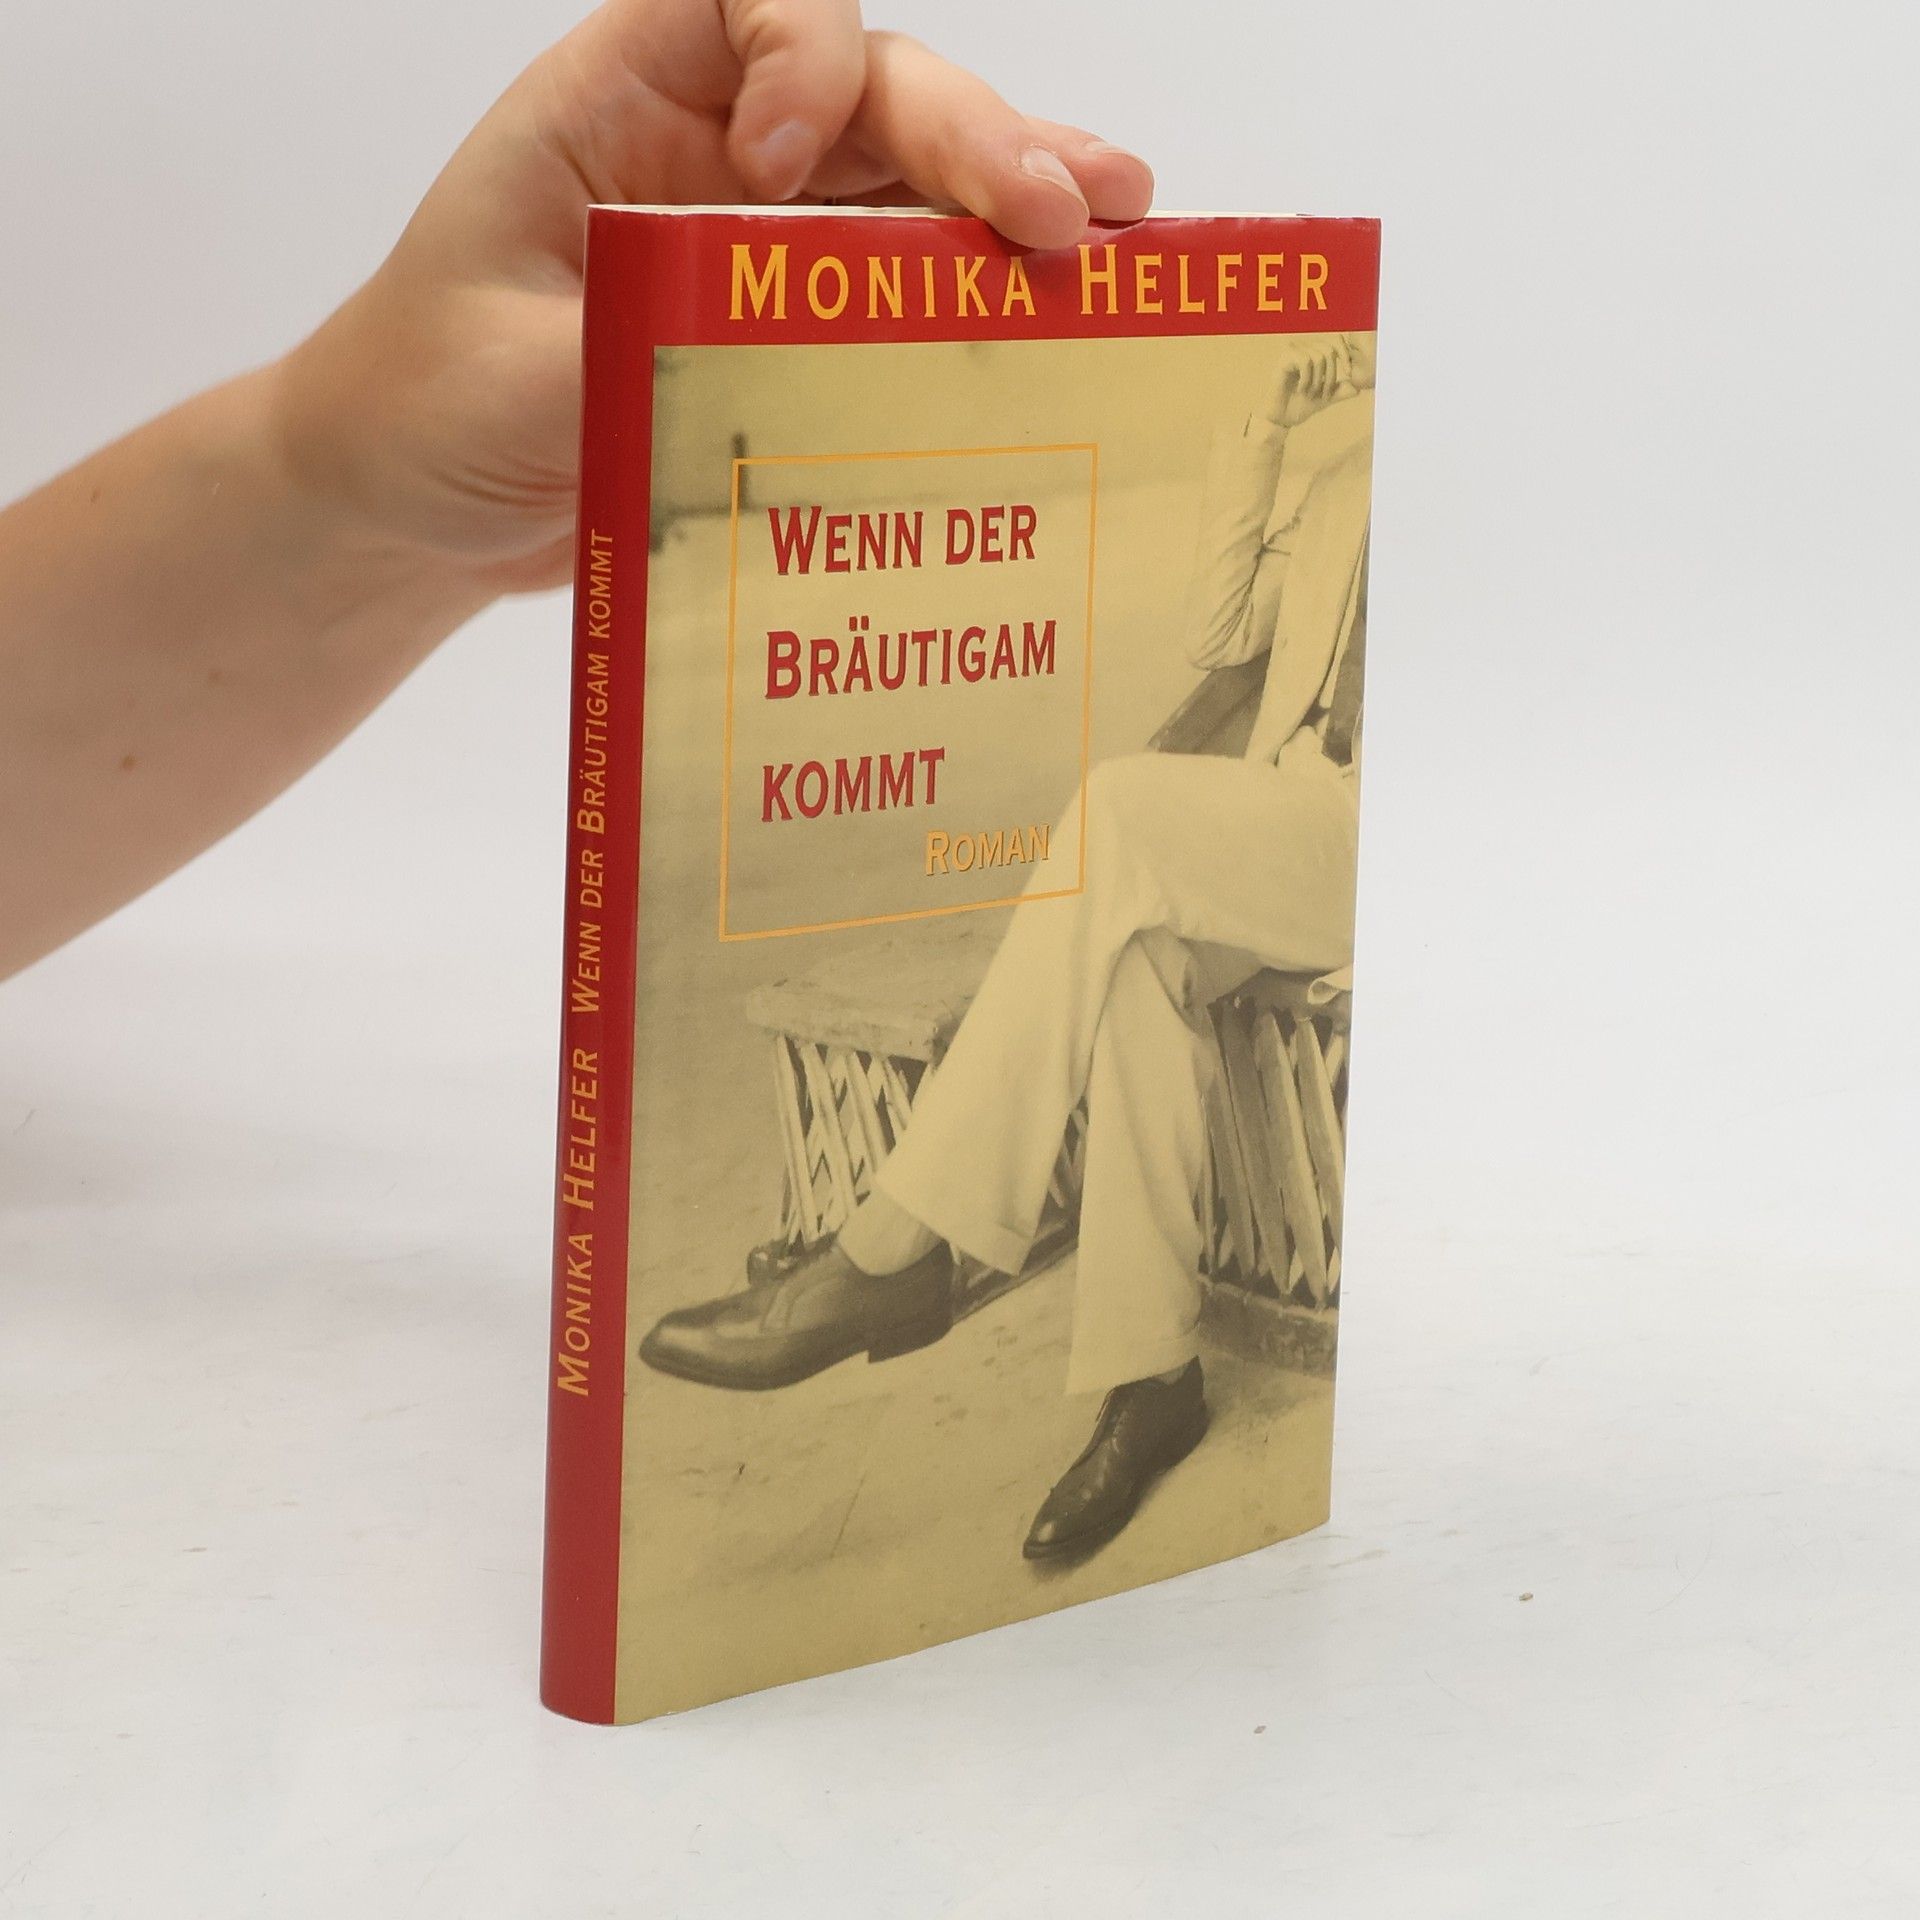 MONIKA HELFER
WENN DER
BRÄUTIGAM
KOMMT
ROMAN
MONIKA HELFER WENN DER BRÄUTIGAM KOMMT